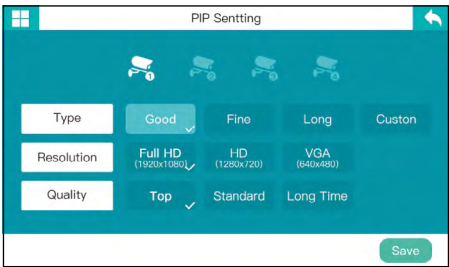 PIP Sentting
1
Type
Good
Fine
Long
Custon
Resolution
Full HD
(1920x1080)
HD
(1280x720)
VGA
(640x480)
Quality
Top
Standard
Long Time
Save